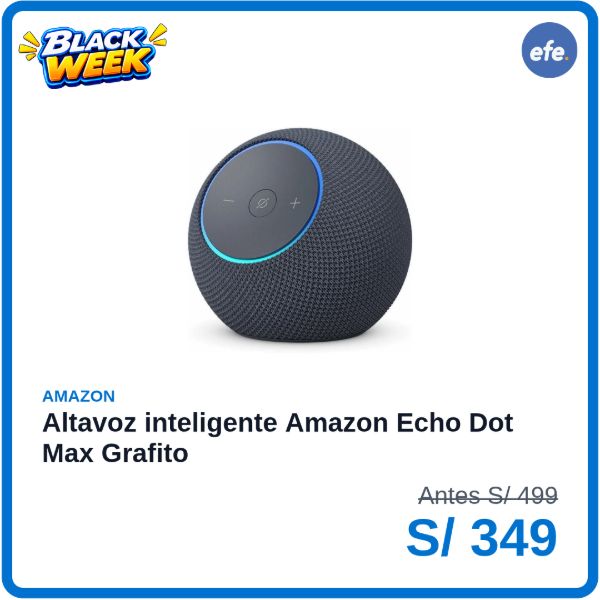 BLACK
WEEK
efe.
AMAZON
Altavoz inteligente Amazon Echo Dot
Max Grafito
Antes S/ 499
S/ 349